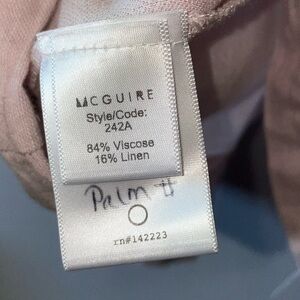 MCGUIRE
Style/Code:
242A
84% Viscose
16% Linen
Palm #
rn#142223